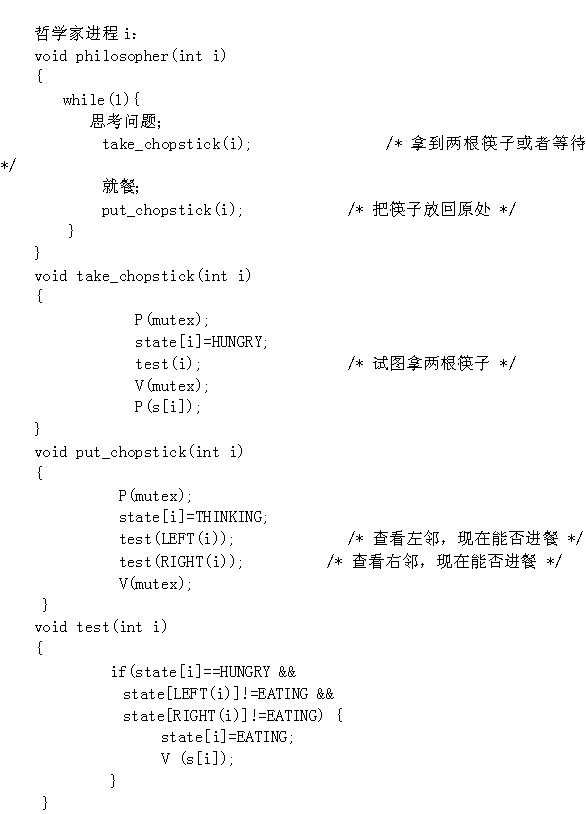 哲学家进程 i：
void philosopher(int i)
{
while(1){
思考问题；
take_chopstick(i); /* 拿到两根筷子或者等待
*/
就餐；
put_chopstick(i); /* 把筷子放回原处 */
}
}
void take_chopstick(int i)
{
P(mutex);
state[i]=HUNGRY;
test(i); /* 试图拿两根筷子 */
V(mutex);
P(s[i]);
}
void put_chopstick(int i)
{
P(mutex);
state[i]=THINKING;
test(LEFT(i)); /* 查看左邻，现在能否进餐 */
test(RIGHT(i)); /* 查看右邻，现在能否进餐 */
V(mutex);
}
void test(int i)
{
if(state[i]==HUNGRY &&
state[LEFT(i)]!=EATING &&
state[RIGHT(i)]!=EATING) {
state[i]=EATING;
V (s[i]);
}
}